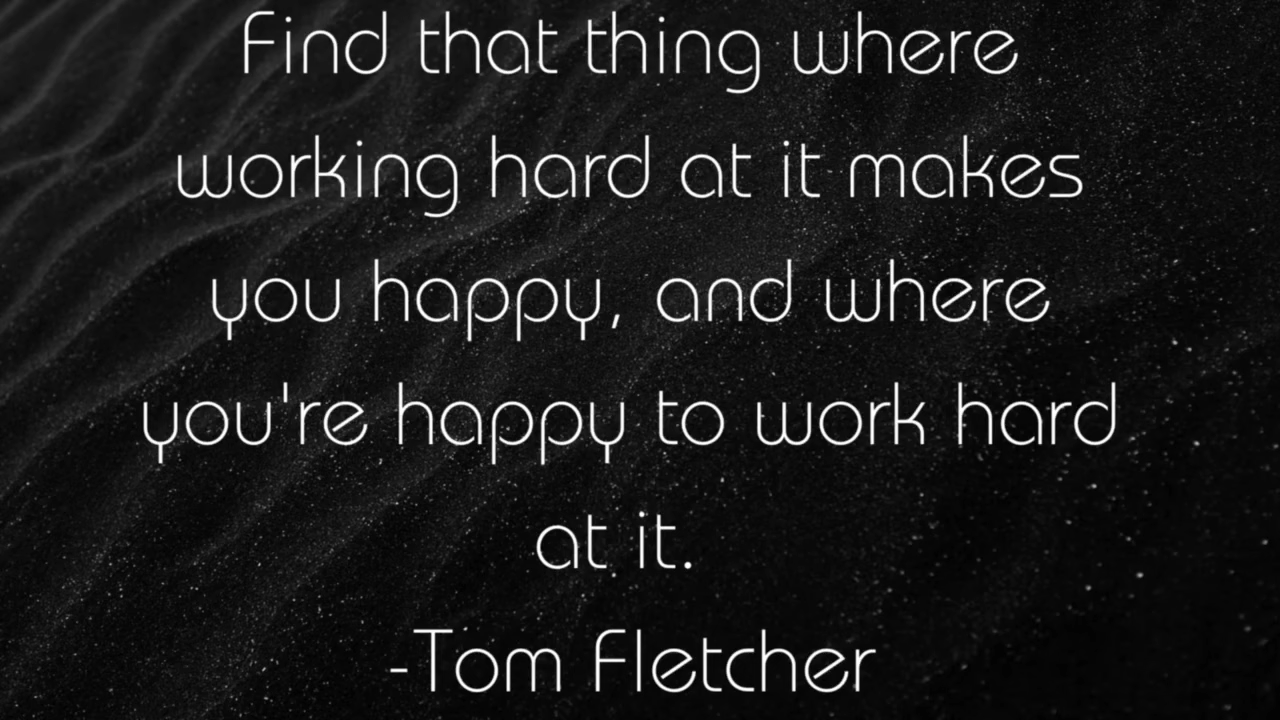 Find that thing where
working hard at it makes
you happy, and where
you're happy to work hard
at it.
-Tom Fletcher